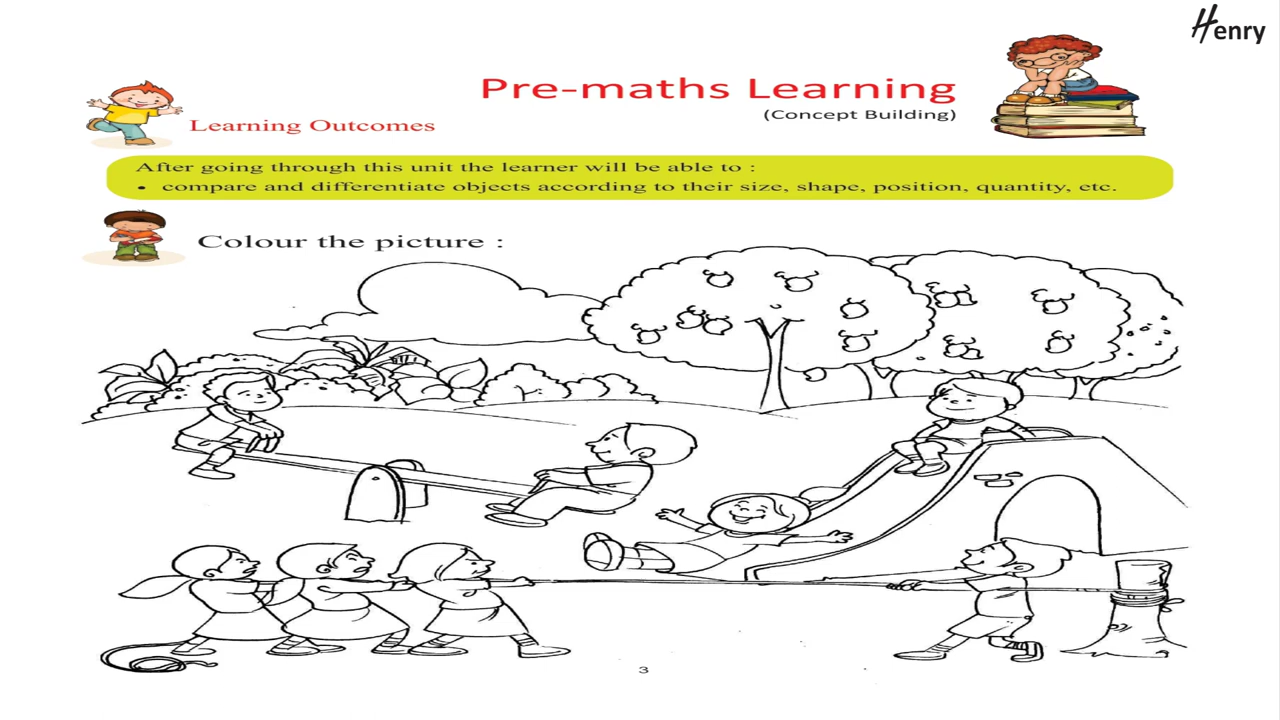 Henry
Pre-maths Learning
(Concept Building)
Learning Outcomes
After going through this unit the learner will be able to :
• compare and differentiate objects according to their size, shape, position, quantity, etc.
Colour the picture :
3